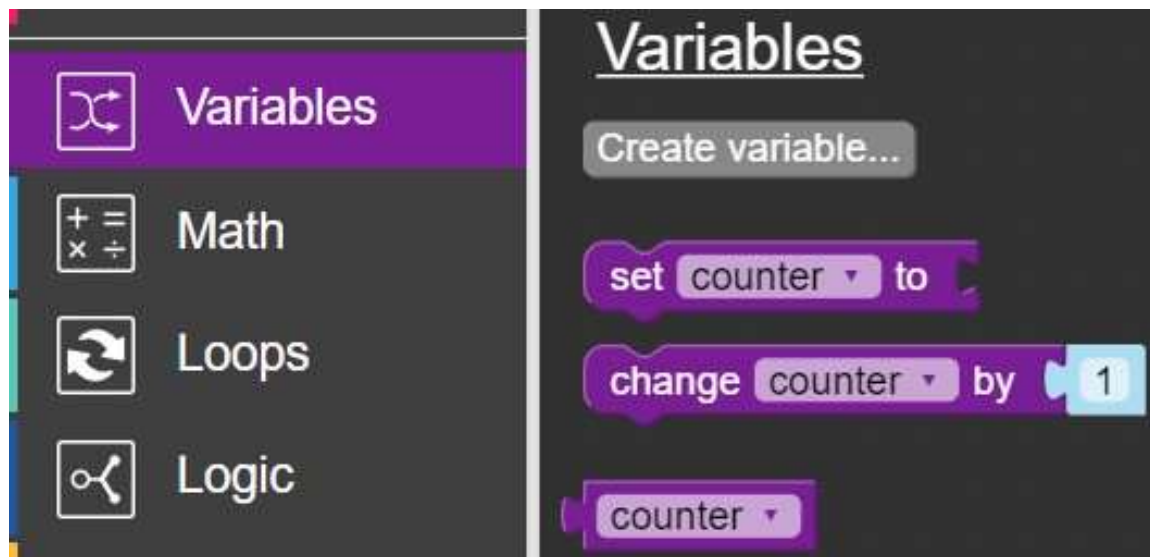 Variables
Math
Loops
Logic
Variables
Create variable...
set counter to
change counter by 1
counter